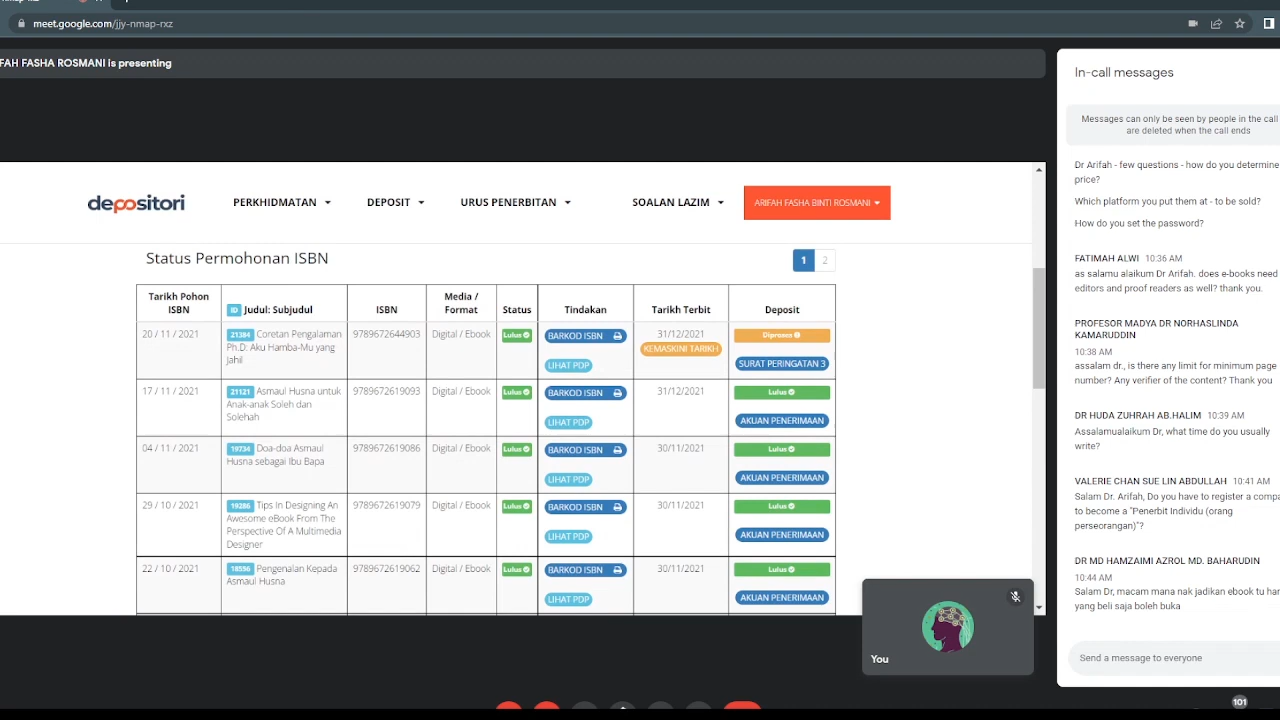 meet.google.com/jjy-nmap-rxz
FAH FASHA ROSMANI is presenting
depositori
PERKHIDMATAN
DEPOSIT
URUS PENERBITAN
SOALAN LAZIM
ARIFAH FASHA BINTI ROSMANI
Status Permohonan ISBN
1 2
Tarikh Pohon
ISBN
ID Judul: Subjudul
ISBN
Media /
Format
Status
Tindakan
Tarikh Terbit
Deposit
20 / 11 / 2021
21384 Coretan Pengalaman
Ph.D: Aku Hamba-Mu yang
Jahil
9789672644903
Digital / Ebook
Lulus
BARKOD ISBN
LIHAT PDP
31/12/2021
KEMASKINI TARIKH
Diproses
SURAT PERINGATAN 3
17 / 11 / 2021
21121 Asmaul Husna untuk
Anak-anak Soleh dan
Solehah
9789672619093
Digital / Ebook
Lulus
BARKOD ISBN
LIHAT PDP
31/12/2021
Lulus
AKUAN PENERIMAAN
04 / 11 / 2021
19734 Doa-doa Asmaul
Husna sebagai Ibu Bapa
9789672619086
Digital / Ebook
Lulus
BARKOD ISBN
LIHAT PDP
30/11/2021
Lulus
AKUAN PENERIMAAN
29 / 10 / 2021
19286 Tips In Designing An
Awesome eBook From The
Perspective Of A Multimedia
Designer
9789672619079
Digital / Ebook
Lulus
BARKOD ISBN
LIHAT PDP
30/11/2021
Lulus
AKUAN PENERIMAAN
22 / 10 / 2021
18556 Pengenalan Kepada
Asmaul Husna
9789672619062
Digital / Ebook
Lulus
BARKOD ISBN
LIHAT PDP
30/11/2021
Lulus
AKUAN PENERIMAAN
You
In-call messages
Messages can only be seen by people in the call
are deleted when the call ends
Dr Arifah - few questions - how do you determine
price?
Which platform you put them at - to be sold?
How do you set the password?
FATIMAH ALWI 10:36 AM
as salamu alaikum Dr Arifah. does e-books need
editors and proof readers as well? thank you.
PROFESOR MADYA DR NORHASLINDA
KAMARUDDIN
10:38 AM
assalam dr., is there any limit for minimum page
number? Any verifier of the content? Thank you
DR HUDA ZUHRAH AB.HALIM 10:39 AM
Assalamualaikum Dr, what time do you usually
write?
VALERIE CHAN SUE LIN ABDULLAH 10:41 AM
Salam Dr. Arifah, Do you have to register a compa
to become a "Penerbit Individu (orang
perseorangan)"?
DR MD HAMZAIMI AZROL MD. BAHARUDIN
10:44 AM
Salam Dr, macam mana nak jadikan ebook tu har
yang beli saja boleh buka
Send a message to everyone
101